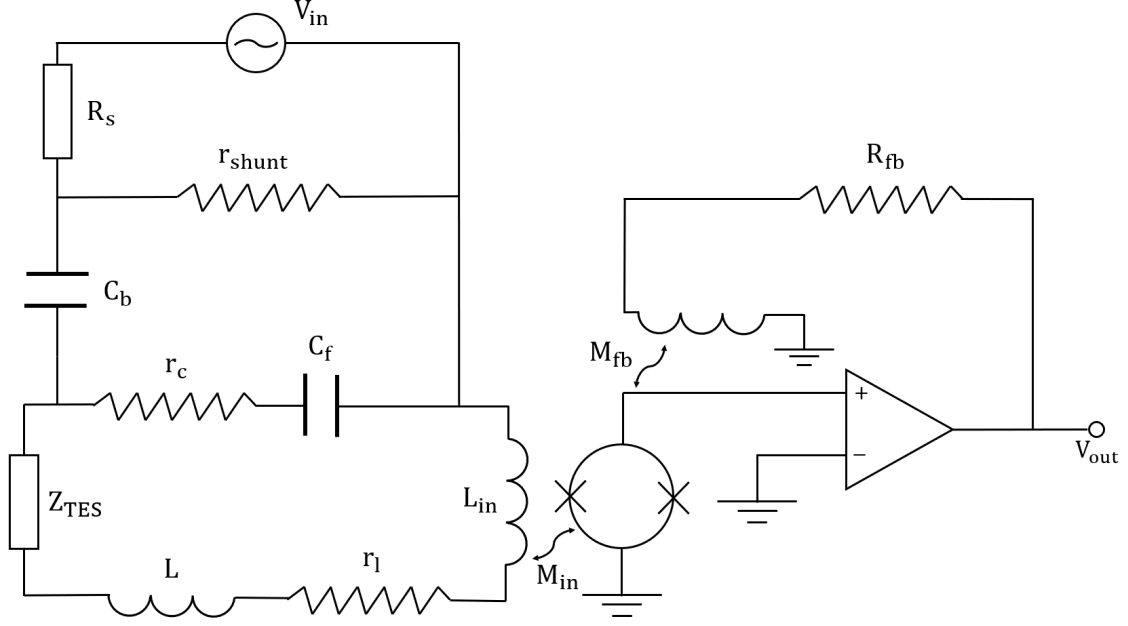 V_in
R_s
r_shunt
R_fb
C_b
C_f
r_c
M_fb
+
−
V_out
Z_TES
L_in
L
r_l
M_in